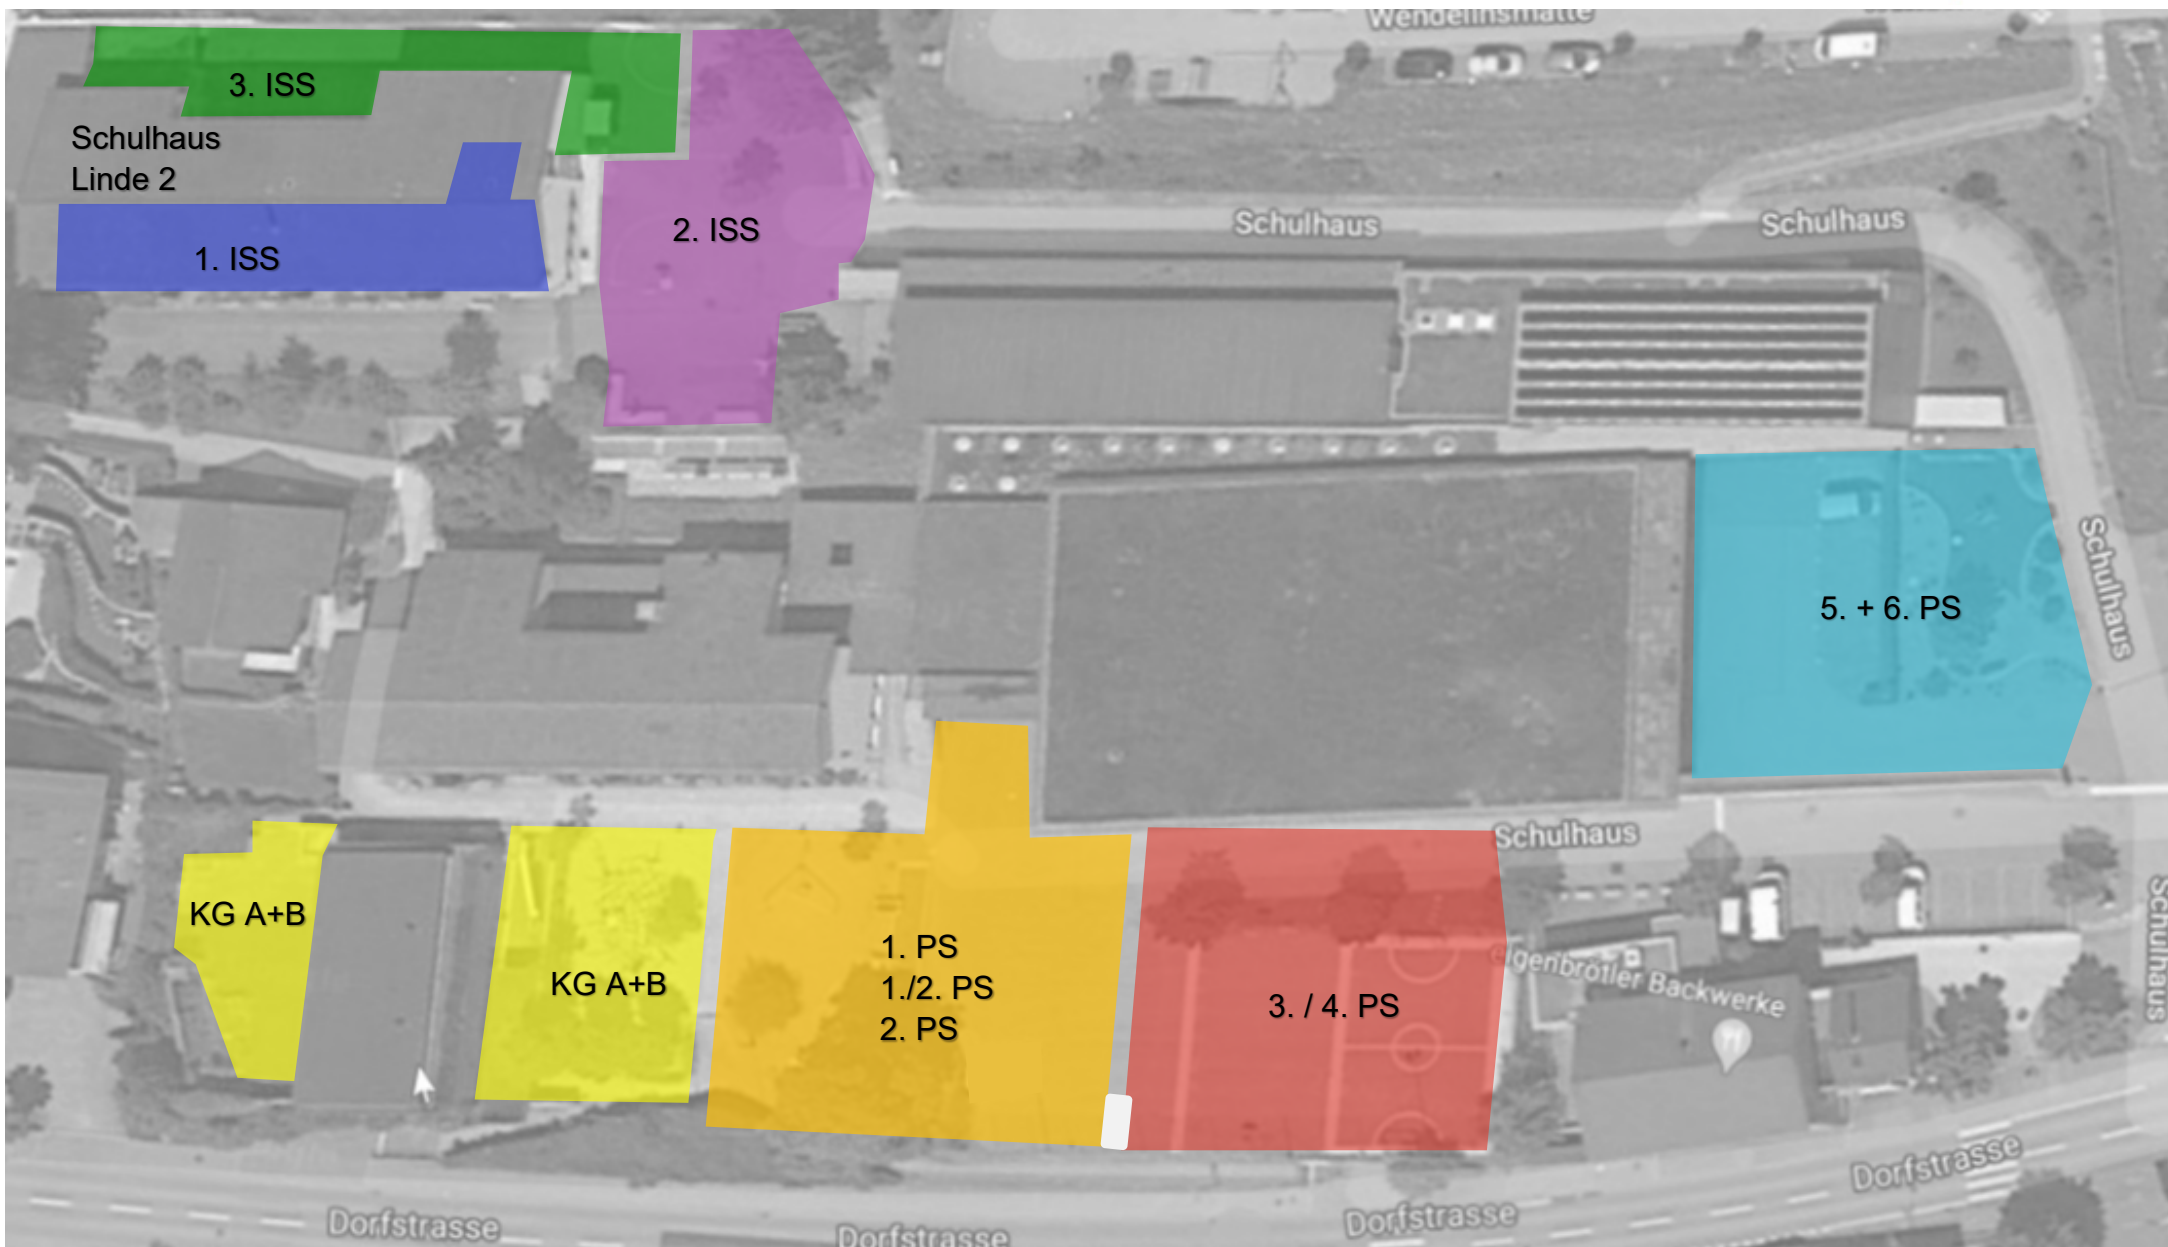 Wendelinsmatte
3. ISS
Schulhaus
Linde 2
1. ISS
2. ISS
Schulhaus
Schulhaus
Schulhaus
5. + 6. PS
Schulhaus
Schulhaus
KG A+B
KG A+B
1. PS
1./2. PS
2. PS
3. / 4. PS
Eigenbrötler Backwerke
Dorfstrasse
Dorfstrasse
Dorfstrasse
Dorfstrasse